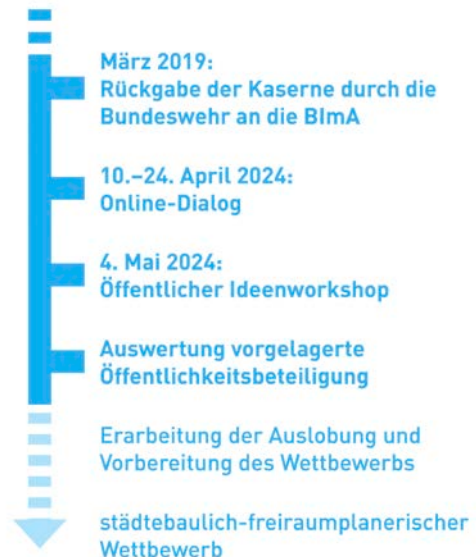 März 2019:
Rückgabe der Kaserne durch die
Bundeswehr an die BImA
10.–24. April 2024:
Online-Dialog
4. Mai 2024:
Öffentlicher Ideenworkshop
Auswertung vorgelagerte
Öffentlichkeitsbeteiligung
Erarbeitung der Auslobung und
Vorbereitung des Wettbewerbs
städtebaulich-freiraumplanerischer
Wettbewerb